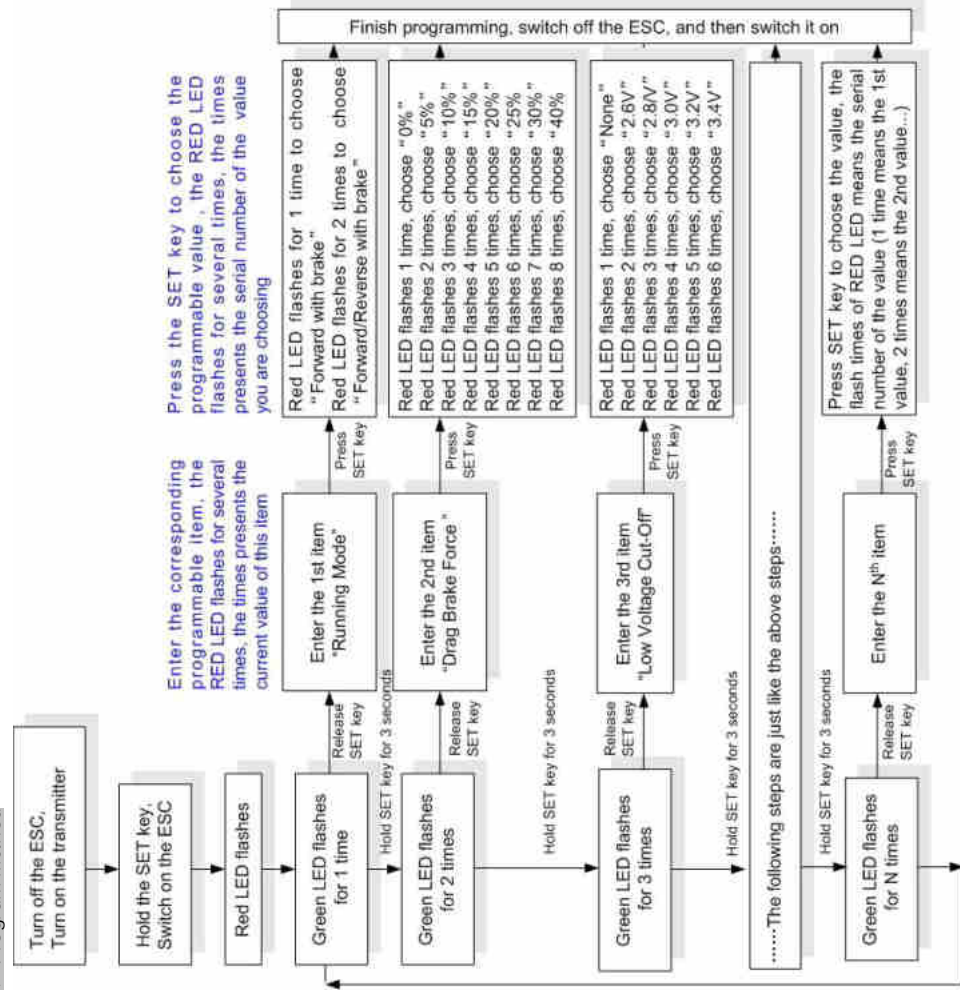 Turn off the ESC,
Turn on the transmitter
Hold the SET key,
Switch on the ESC
Red LED flashes
Enter the corresponding
programmable item, the
RED LED flashes for several
times, the times presents the
current value of this item
Press the SET key to choose the
programmable value , the RED LED
flashes for several times, the times
presents the serial number of the value
you are choosing
Green LED flashes
for 1 time
Release
SET key
Enter the 1st item
"Running Mode"
Press
SET key
Red LED flashes for 1 time to choose
"Forward with brake"
Red LED flashes for 2 times to choose
"Forward/Reverse with brake"
Hold SET key for 3 seconds
Green LED flashes
for 2 times
Release
SET key
Enter the 2nd item
"Drag Brake Force"
Press
SET key
Red LED flashes 1 time, choose "0%"
Red LED flashes 2 times, choose "5%"
Red LED flashes 3 times, choose "10%"
Red LED flashes 4 times, choose "15%"
Red LED flashes 5 times, choose "20%"
Red LED flashes 6 times, choose "25%
Red LED flashes 7 times, choose "30%"
Red LED flashes 8 times, choose "40%
Hold SET key for 3 seconds
Green LED flashes
for 3 times
Release
SET key
Enter the 3rd item
"Low Voltage Cut-Off"
Press
SET key
Red LED flashes 1 time, choose "None"
Red LED flashes 2 times, choose "2.6V"
Red LED flashes 3 times, choose "2.8/V"
Red LED flashes 4 times, choose "3.0V"
Red LED flashes 5 times, choose "3.2V"
Red LED flashes 6 times, choose "3.4V"
Hold SET key for 3 seconds
......The following steps are just like the above steps......
Hold SET key for 3 seconds
Green LED flashes
for N times
Release
SET key
Enter the Nth item
Press
SET key
Press SET key to choose the value, the
flash times of RED LED means the serial
number of the value (1 time means the 1st
value, 2 times means the 2nd value...)
Finish programming, switch off the ESC, and then switch it on